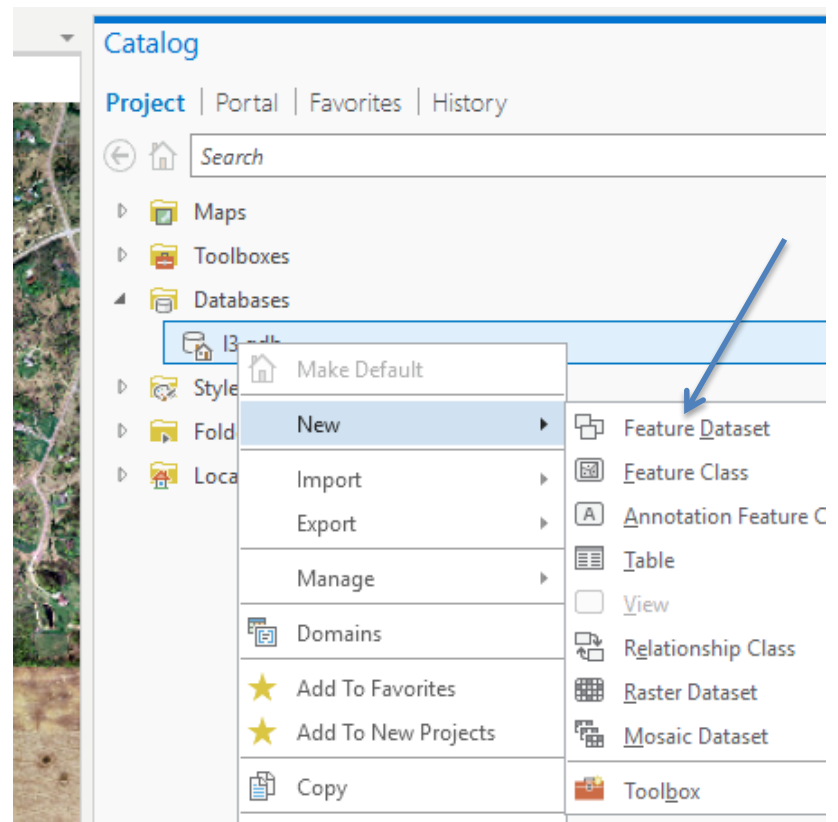 Catalog
Project | Portal | Favorites | History
Search
Maps
Toolboxes
Databases
Make Default
New
Import
Export
Manage
Domains
Add To Favorites
Add To New Projects
Copy
Feature Dataset
Feature Class
Annotation Feature
Table
View
Relationship Class
Raster Dataset
Mosaic Dataset
Toolbox